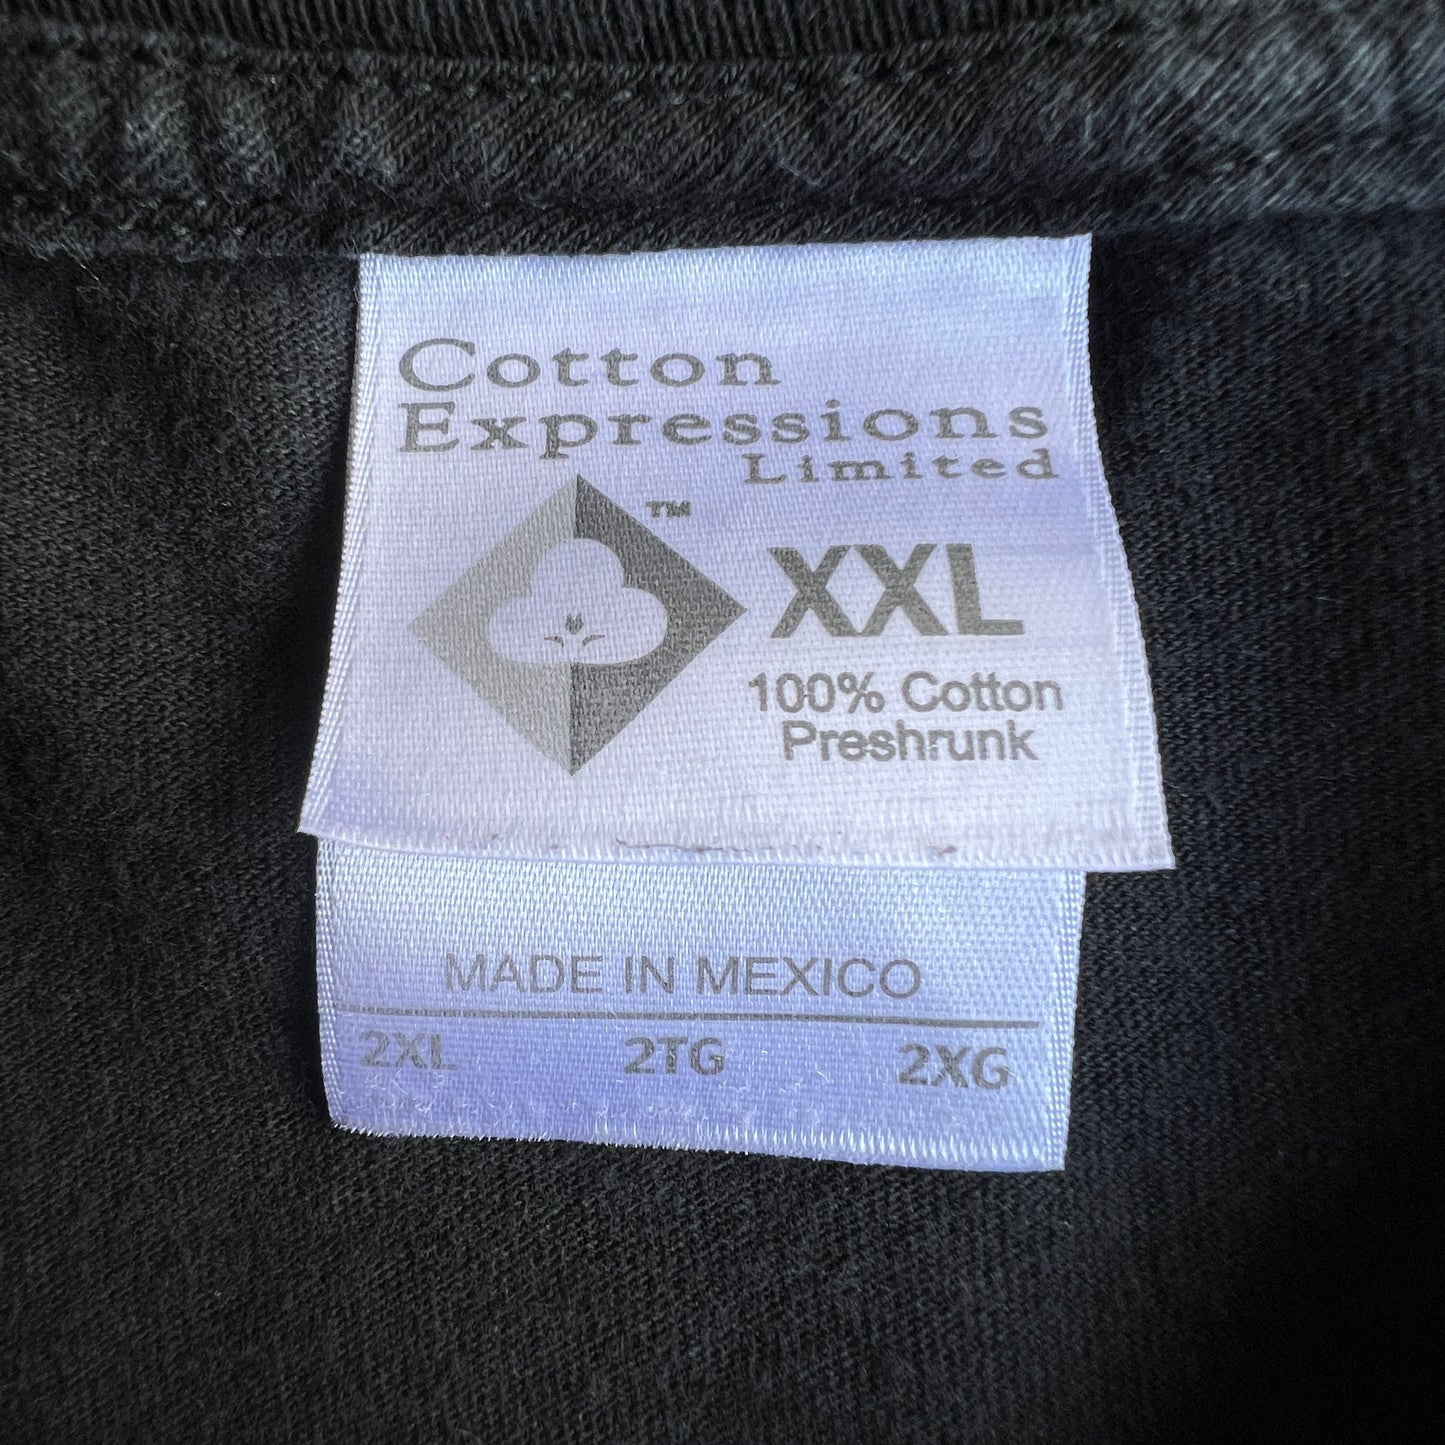 Cotton
Expressions
Limited
™
XXL
100% Cotton
Preshrunk
MADE IN MEXICO
2XL 2TG 2XG